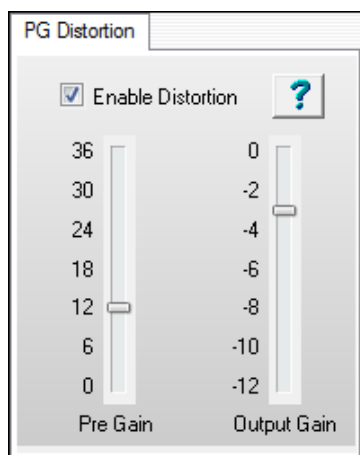 PG Distortion
Enable Distortion ?
36 0
30 -2
24 -4
18 -6
12 -8
6 -10
0 -12
Pre Gain Output Gain